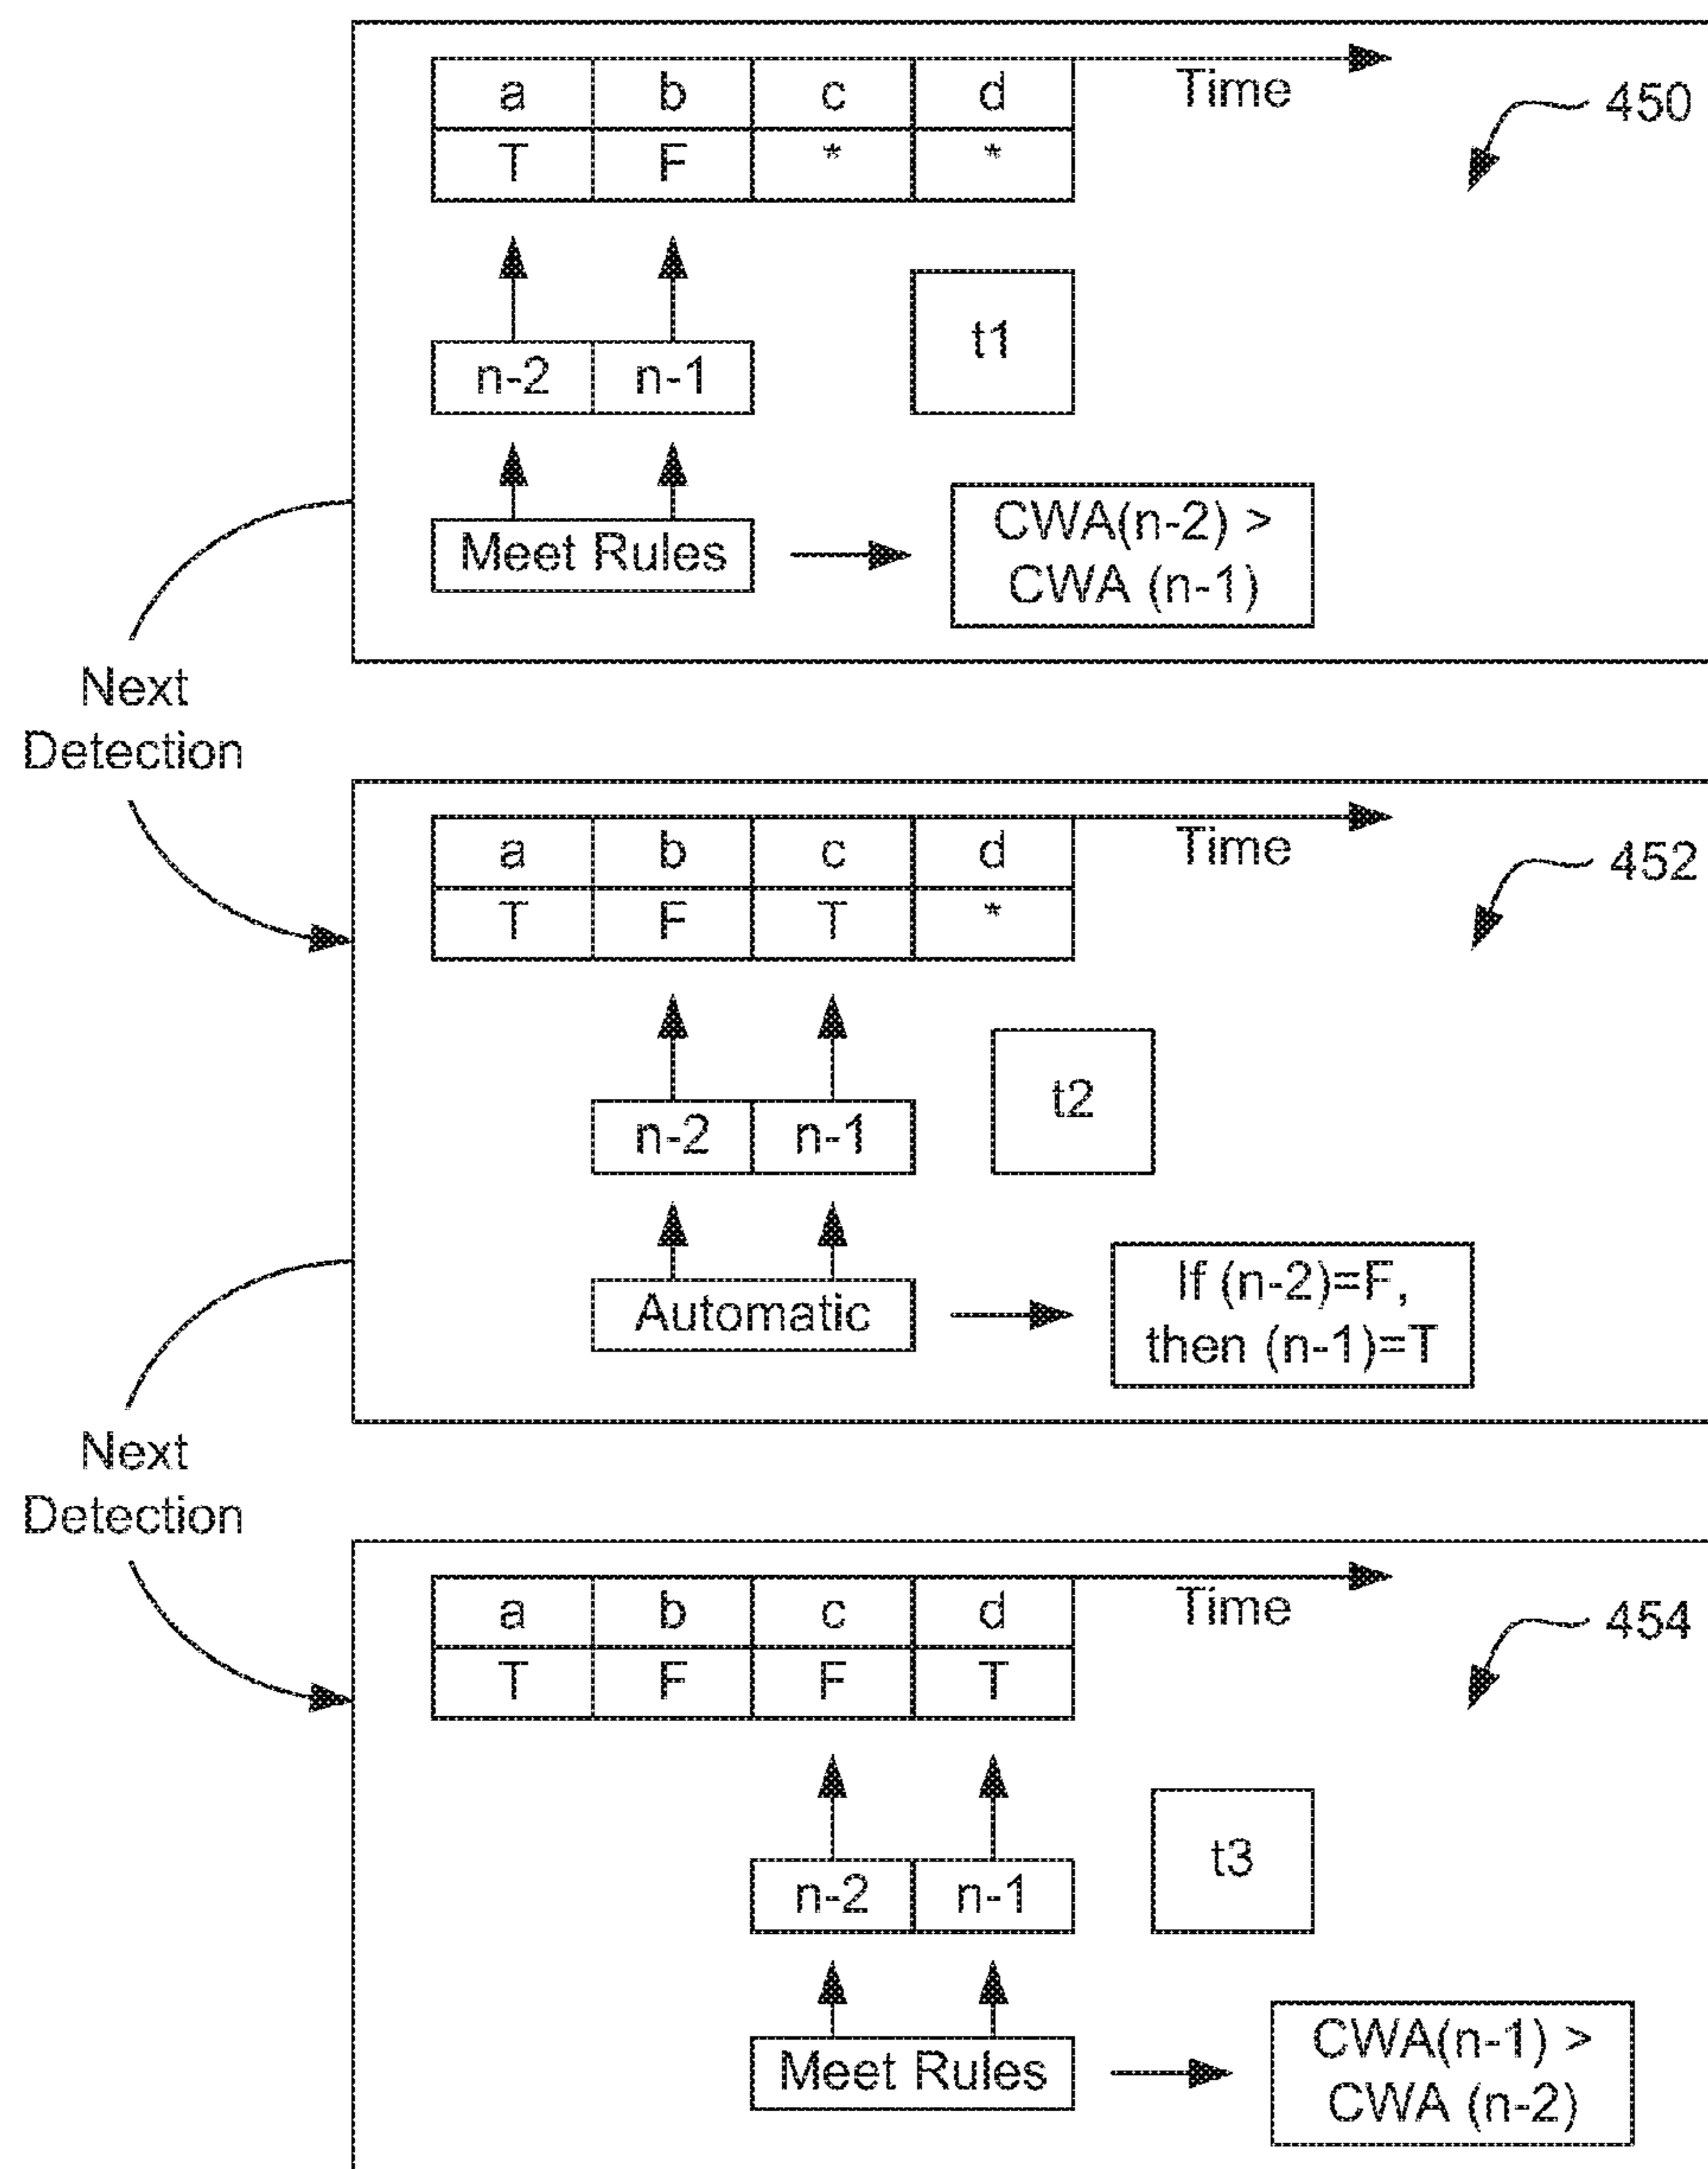 a b c d Time
450
T F * *
t1
n-2 n-1
Meet Rules
CWA(n-2) >
CWA (n-1)
Next
Detection
a b c d Time
452
T F T *
t2
n-2 n-1
Automatic
If (n-2)=F,
then (n-1)=T
Next
Detection
a b c d Time
454
T F F T
t3
n-2 n-1
Meet Rules
CWA(n-1) >
CWA (n-2)